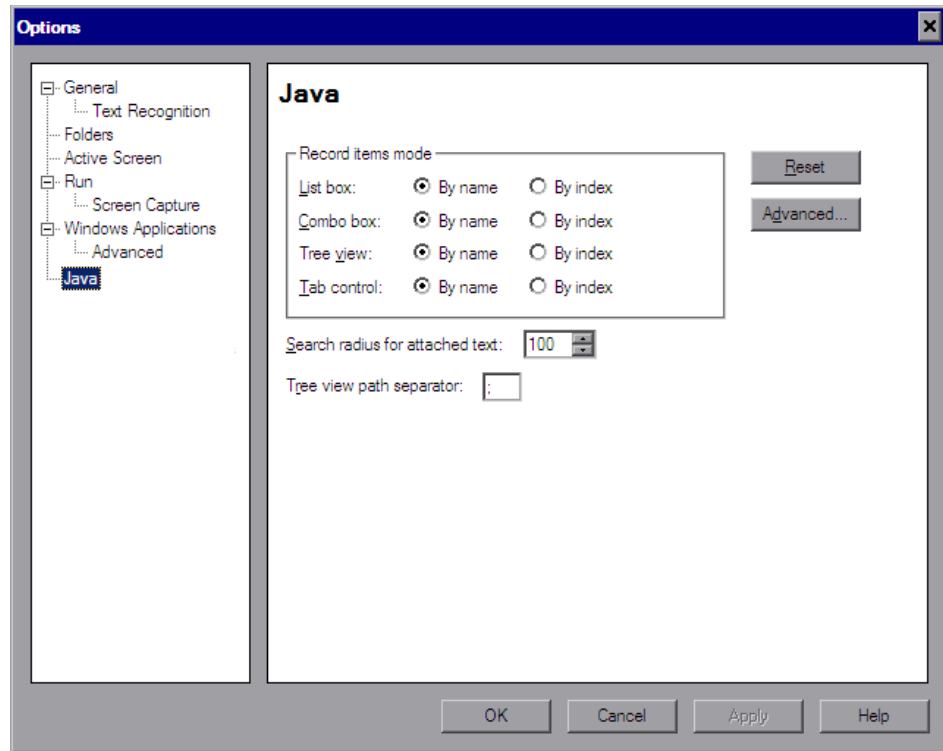 Options
General
Text Recognition
Folders
Active Screen
Run
Screen Capture
Windows Applications
Advanced
Java
Java
Record items mode
List box: By name By index
Combo box: By name By index
Tree view: By name By index
Tab control: By name By index
Reset
Advanced...
Search radius for attached text: 100
Tree view path separator: ;
OK Cancel Apply Help